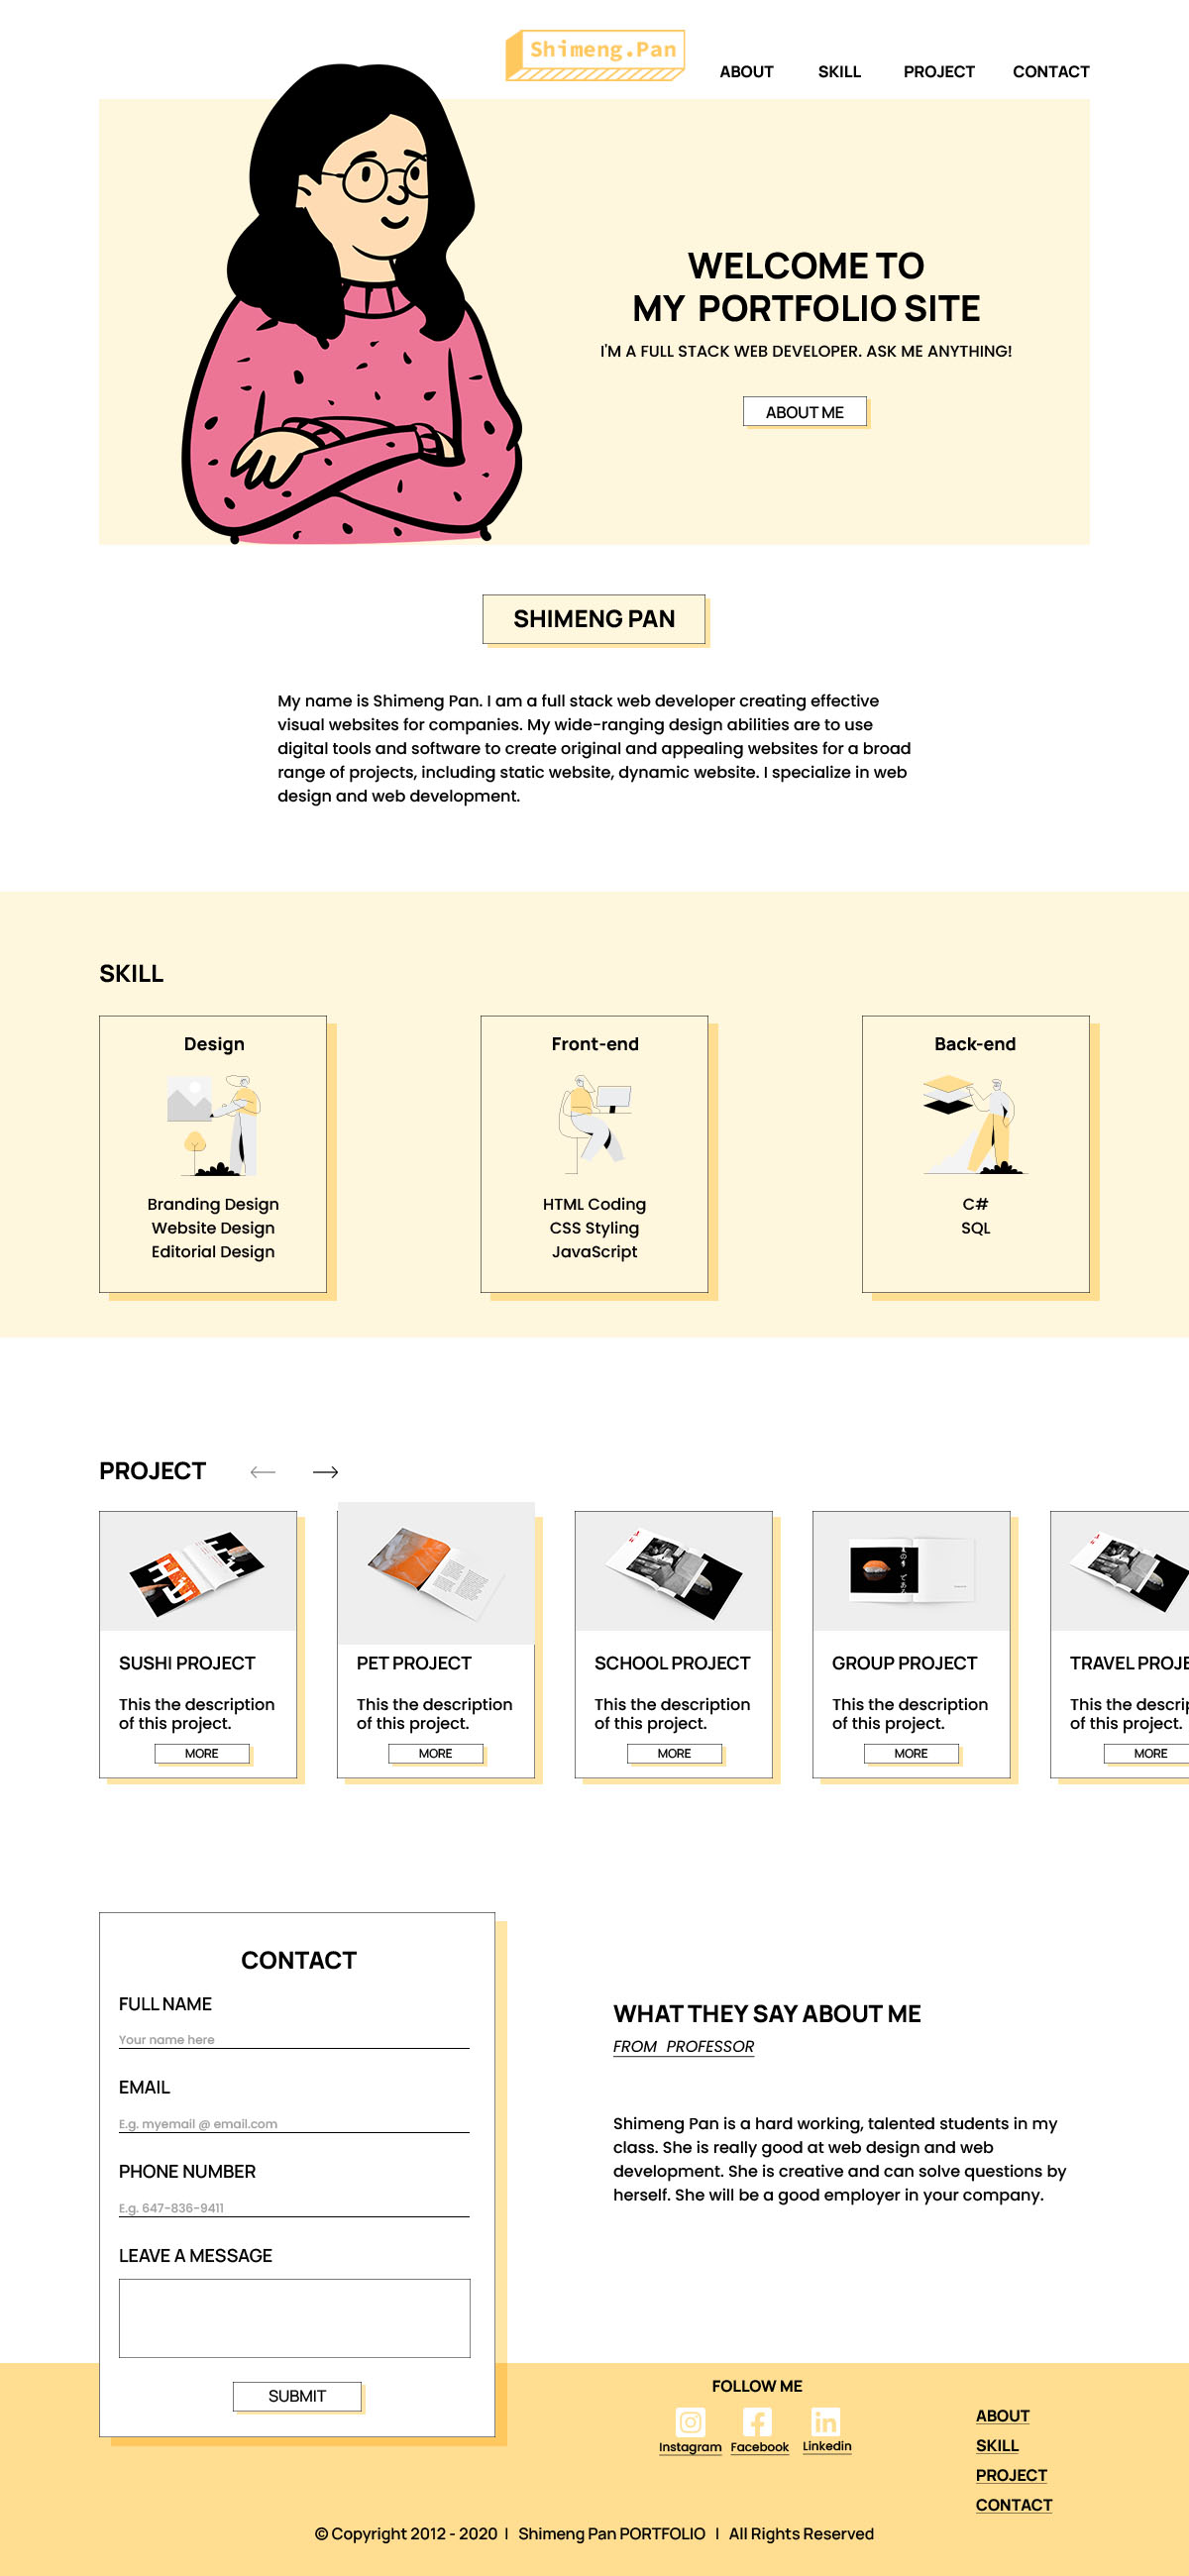 Shimeng.Pan
ABOUT SKILL PROJECT CONTACT
WELCOME TO
MY PORTFOLIO SITE
I'M A FULL STACK WEB DEVELOPER. ASK ME ANYTHING!
ABOUT ME
SHIMENG PAN
My name is Shimeng Pan. I am a full stack web developer creating effective
visual websites for companies. My wide-ranging design abilities are to use
digital tools and software to create original and appealing websites for a broad
range of projects, including static website, dynamic website. I specialize in web
design and web development.
SKILL
Design
Branding Design
Website Design
Editorial Design
Front-end
HTML Coding
CSS Styling
JavaScript
Back-end
C#
SQL
PROJECT
SUSHI PROJECT
This the description
of this project.
MORE
PET PROJECT
This the description
of this project.
MORE
SCHOOL PROJECT
This the description
of this project.
MORE
GROUP PROJECT
This the description
of this project.
MORE
TRAVEL PROJE
This the descrip
of this project.
MORE
CONTACT
FULL NAME
Your name here
EMAIL
E.g. myemail @ email.com
PHONE NUMBER
E.g. 647-836-9411
LEAVE A MESSAGE
SUBMIT
WHAT THEY SAY ABOUT ME
FROM PROFESSOR
Shimeng Pan is a hard working, talented students in my
class. She is really good at web design and web
development. She is creative and can solve questions by
herself. She will be a good employer in your company.
FOLLOW ME
Instagram Facebook Linkedin
ABOUT
SKILL
PROJECT
CONTACT
© Copyright 2012 - 2020 | Shimeng Pan PORTFOLIO | All Rights Reserved